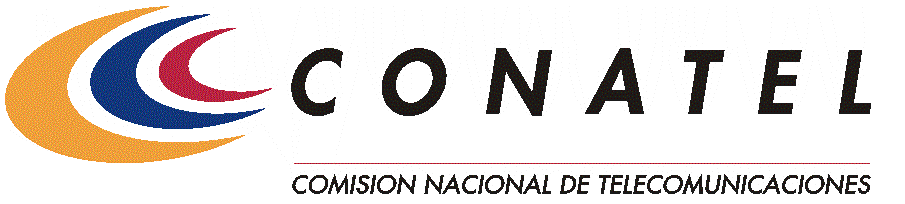 CONATEL
COMISION NACIONAL DE TELECOMUNICACIONES